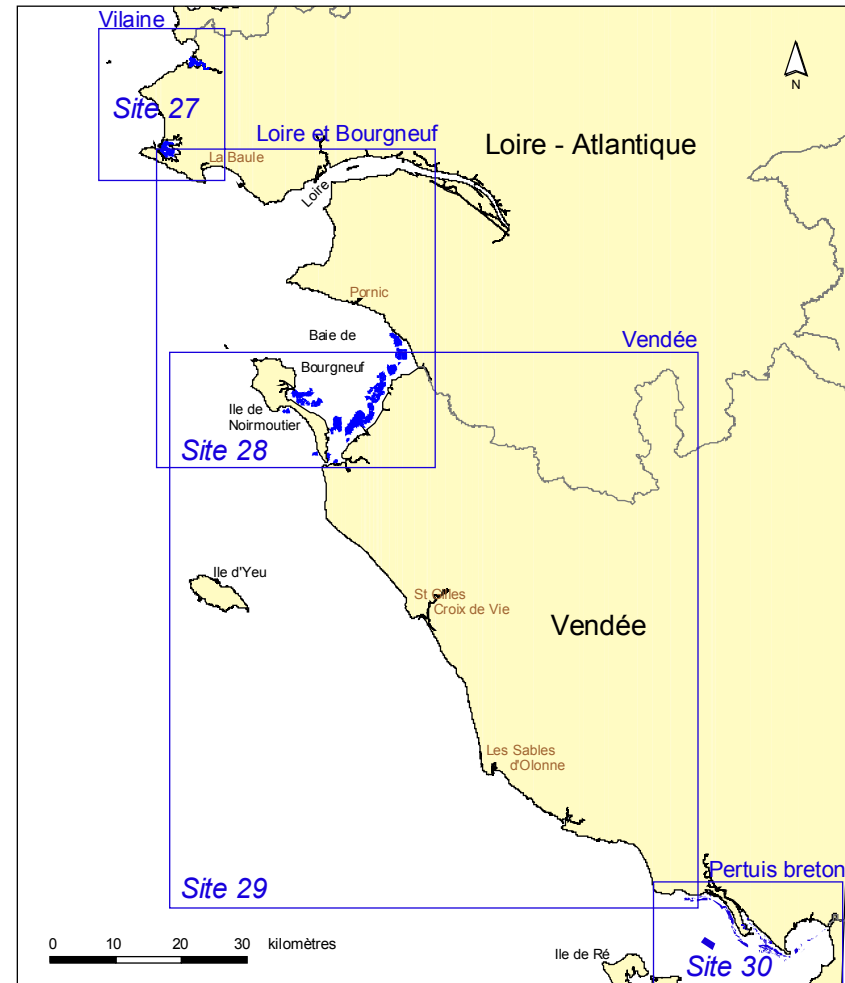 Vilaine
N
Site 27
Loire et Bourgneuf
Loire - Atlantique
La Baule
Loire
Pornic
Baie de
Bourgneuf
Vendée
Ile de
Noirmoutier
Site 28
Ile d'Yeu
St Gilles
Croix de Vie
Vendée
Les Sables
d'Olonne
Pertuis breton
Site 29
0 10 20 30 kilomètres
Ile de Ré
Site 30